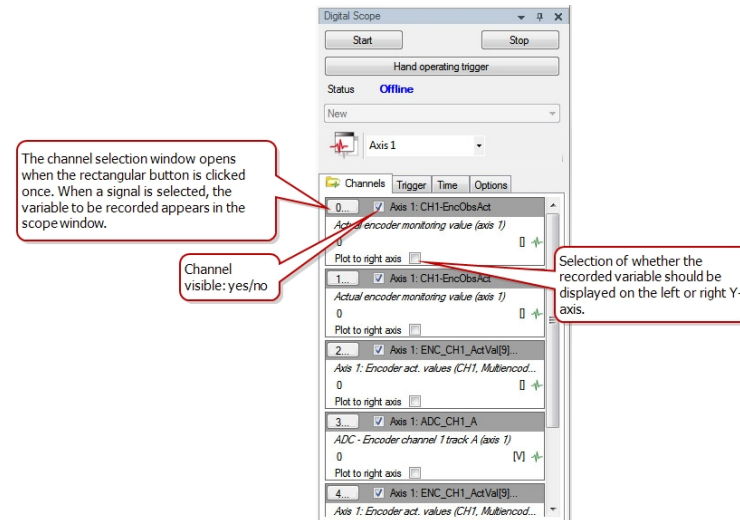 Digital Scope
Start
Stop
Hand operating trigger
Status
Offline
New
Axis 1
Channels
Trigger
Time
Options
The channel selection window opens
when the rectangular button is clicked
once. When a signal is selected, the
variable to be recorded appears in the
scope window.
0...
Axis 1: CH1-EncObsAct
Actual encoder monitoring value (axis 1)
0
[]
Plot to right axis
Channel
visible: yes/no
Selection of whether the
recorded variable should be
displayed on the left or right Y-
axis.
1...
Axis 1: CH1-EncObsAct
Actual encoder monitoring value (axis 1)
0
[]
Plot to right axis
2...
Axis 1: ENC_CH1_ActVal[9]...
Axis 1: Encoder act. values (CH1, Multiencod...
0
[]
Plot to right axis
3...
Axis 1: ADC_CH1_A
ADC - Encoder channel 1 track A (axis 1)
0
[V]
Plot to right axis
4...
Axis 1: ENC_CH1_ActVal[9]...
Axis 1: Encoder act. values (CH1, Multiencod...